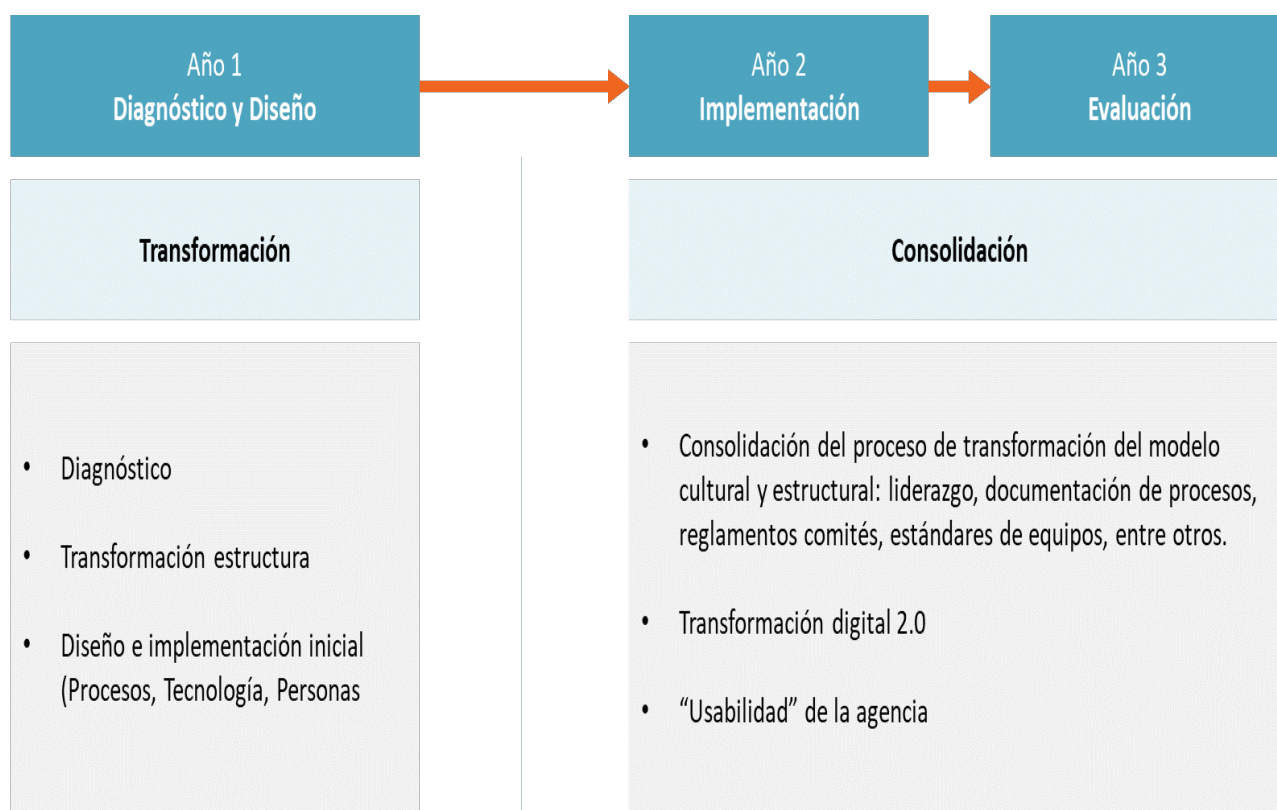 Año 1
Diagnóstico y Diseño
Año 2
Implementación
Año 3
Evaluación
Transformación
Consolidación
• Diagnóstico
• Transformación estructura
• Diseño e implementación inicial
(Procesos, Tecnología, Personas
• Consolidación del proceso de transformación del modelo
cultural y estructural: liderazgo, documentación de procesos,
reglamentos comités, estándares de equipos, entre otros.
• Transformación digital 2.0
• “Usabilidad” de la agencia